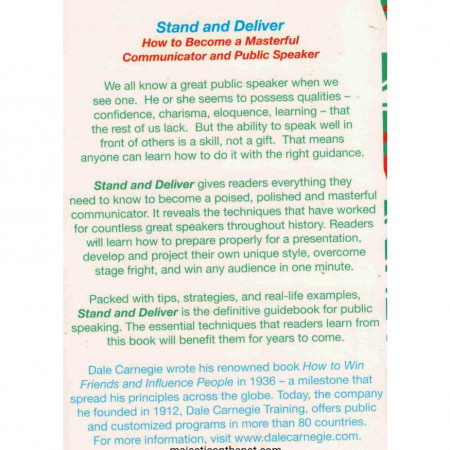 Stand and Deliver
How to Become a Masterful
Communicator and Public Speaker
We all know a great public speaker when we
see one. He or she seems to possess qualities –
confidence, charisma, eloquence, learning – that
the rest of us lack. But the ability to speak well in
front of others is a skill, not a gift. That means
anyone can learn how to do it with the right guidance.
Stand and Deliver gives readers everything they
need to know to become a poised, polished and masterful
communicator. It reveals the techniques that have worked
for countless great speakers throughout history. Readers
will learn how to prepare properly for a presentation,
develop and project their own unique style, overcome
stage fright, and win any audience in one minute.
Packed with tips, strategies, and real-life examples,
Stand and Deliver is the definitive guidebook for public
speaking. The essential techniques that readers learn from
this book will benefit them for years to come.
Dale Carnegie wrote his renowned book How to Win
Friends and Influence People in 1936 – a milestone that
spread his principles across the globe. Today, the company
he founded in 1912, Dale Carnegie Training, offers public
and customized programs in more than 80 countries.
For more information, visit www.dalecarnegie.com.